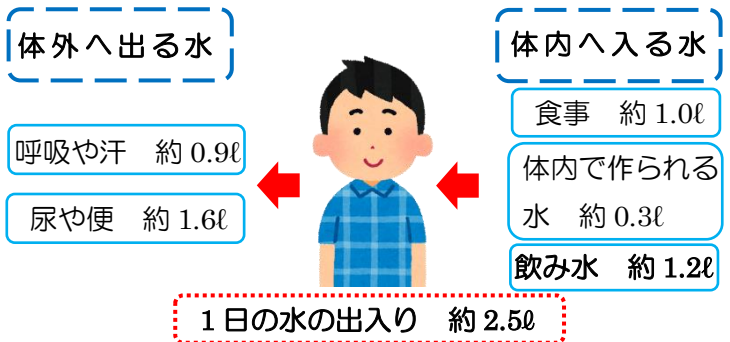 体外へ出る水
呼吸や汗　約 0.9ℓ
尿や便　約 1.6ℓ
体内へ入る水
食事　約 1.0ℓ
体内で作られる
水　約 0.3ℓ
飲み水　約 1.2ℓ
1 日の水の出入り　約 2.5ℓ